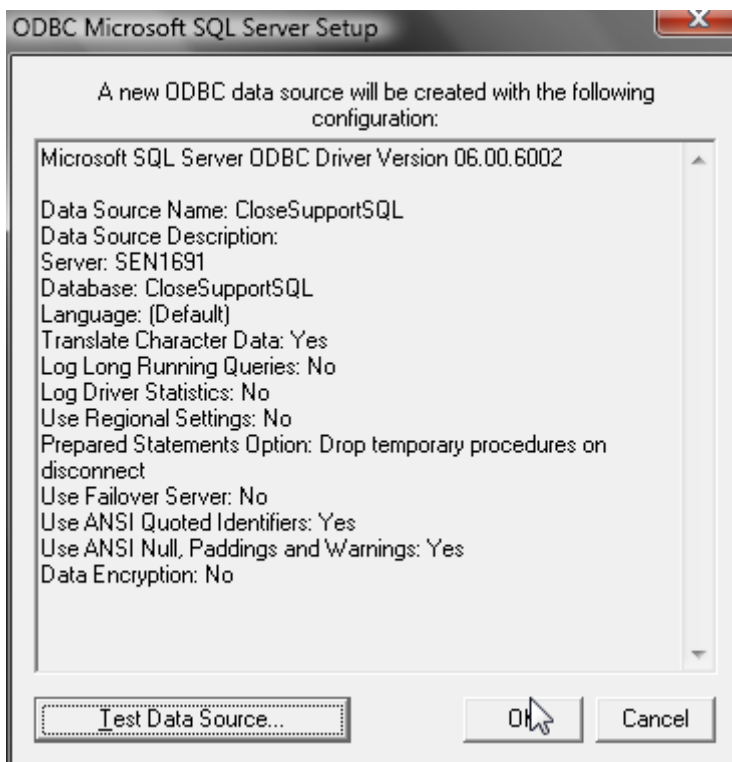 ODBC Microsoft SQL Server Setup
A new ODBC data source will be created with the following
configuration:
Microsoft SQL Server ODBC Driver Version 06.00.6002
Data Source Name: CloseSupportSQL
Data Source Description:
Server: SEN1691
Database: CloseSupportSQL
Language: (Default)
Translate Character Data: Yes
Log Long Running Queries: No
Log Driver Statistics: No
Use Regional Settings: No
Prepared Statements Option: Drop temporary procedures on
disconnect
Use Failover Server: No
Use ANSI Quoted Identifiers: Yes
Use ANSI Null, Paddings and Warnings: Yes
Data Encryption: No
Test Data Source... OK Cancel